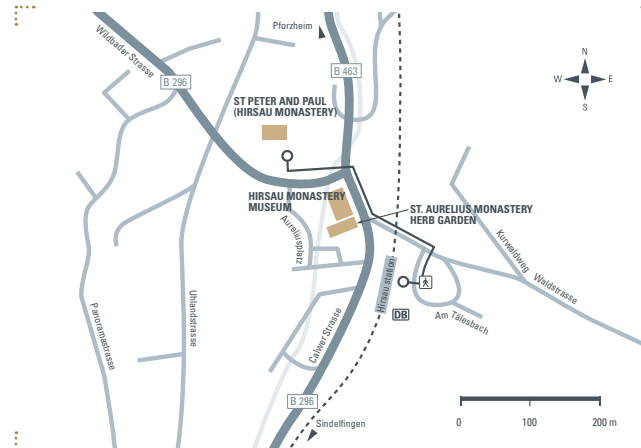 Pforzheim
Wildbader Strasse
B 463
B 296
N
W
E
S
ST PETER AND PAUL
(HIRSAU MONASTERY)
HIRSAU MONASTERY
MUSEUM
ST. AURELIUS MONASTERY
HERB GARDEN
Aureliusplatz
Kurwaldweg
Waldstrasse
Hirsau station
DB
Am Tälesbach
Panoramastrasse
Uhlandstrasse
Calwer Strasse
B 296
Sindelfingen
0
100
200 m